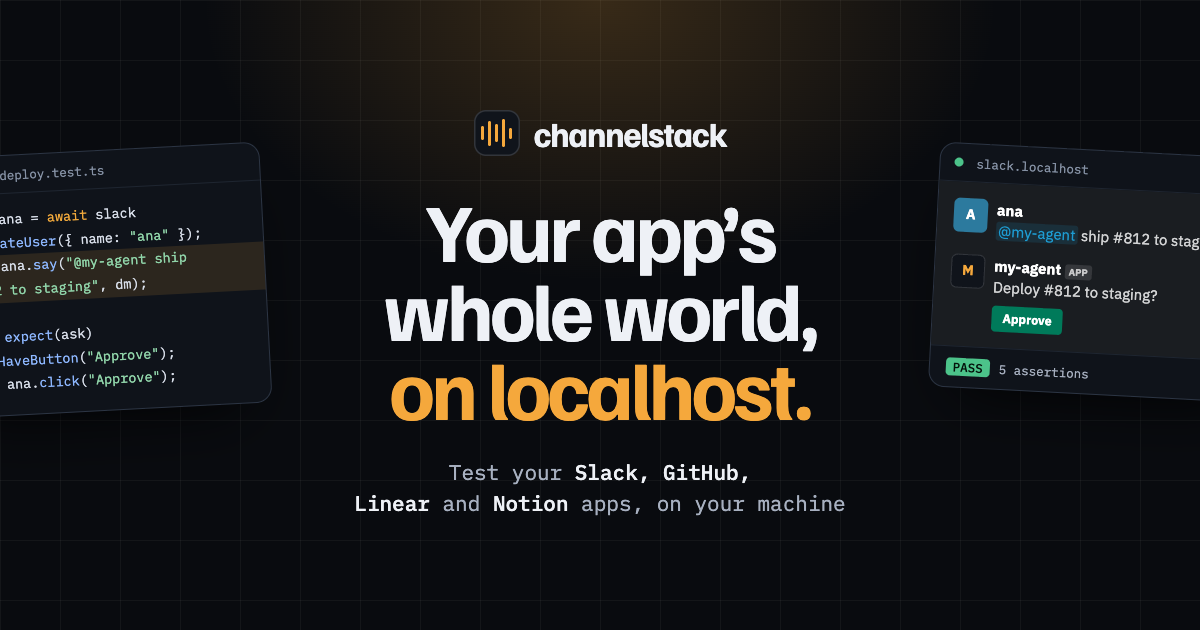 channelstack
Your app’s
whole world,
on localhost.
Test your Slack, GitHub,
Linear and Notion apps, on your machine
deploy.test.ts
ana = await slack
ateUser({ name: "ana" });
ana.say("@my-agent ship
2 to staging", dm);
expect(ask)
HaveButton("Approve");
ana.click("Approve");
slack.localhost
A
ana
@my-agent ship #812 to stag
M
my-agent APP
Deploy #812 to staging?
Approve
PASS 5 assertions